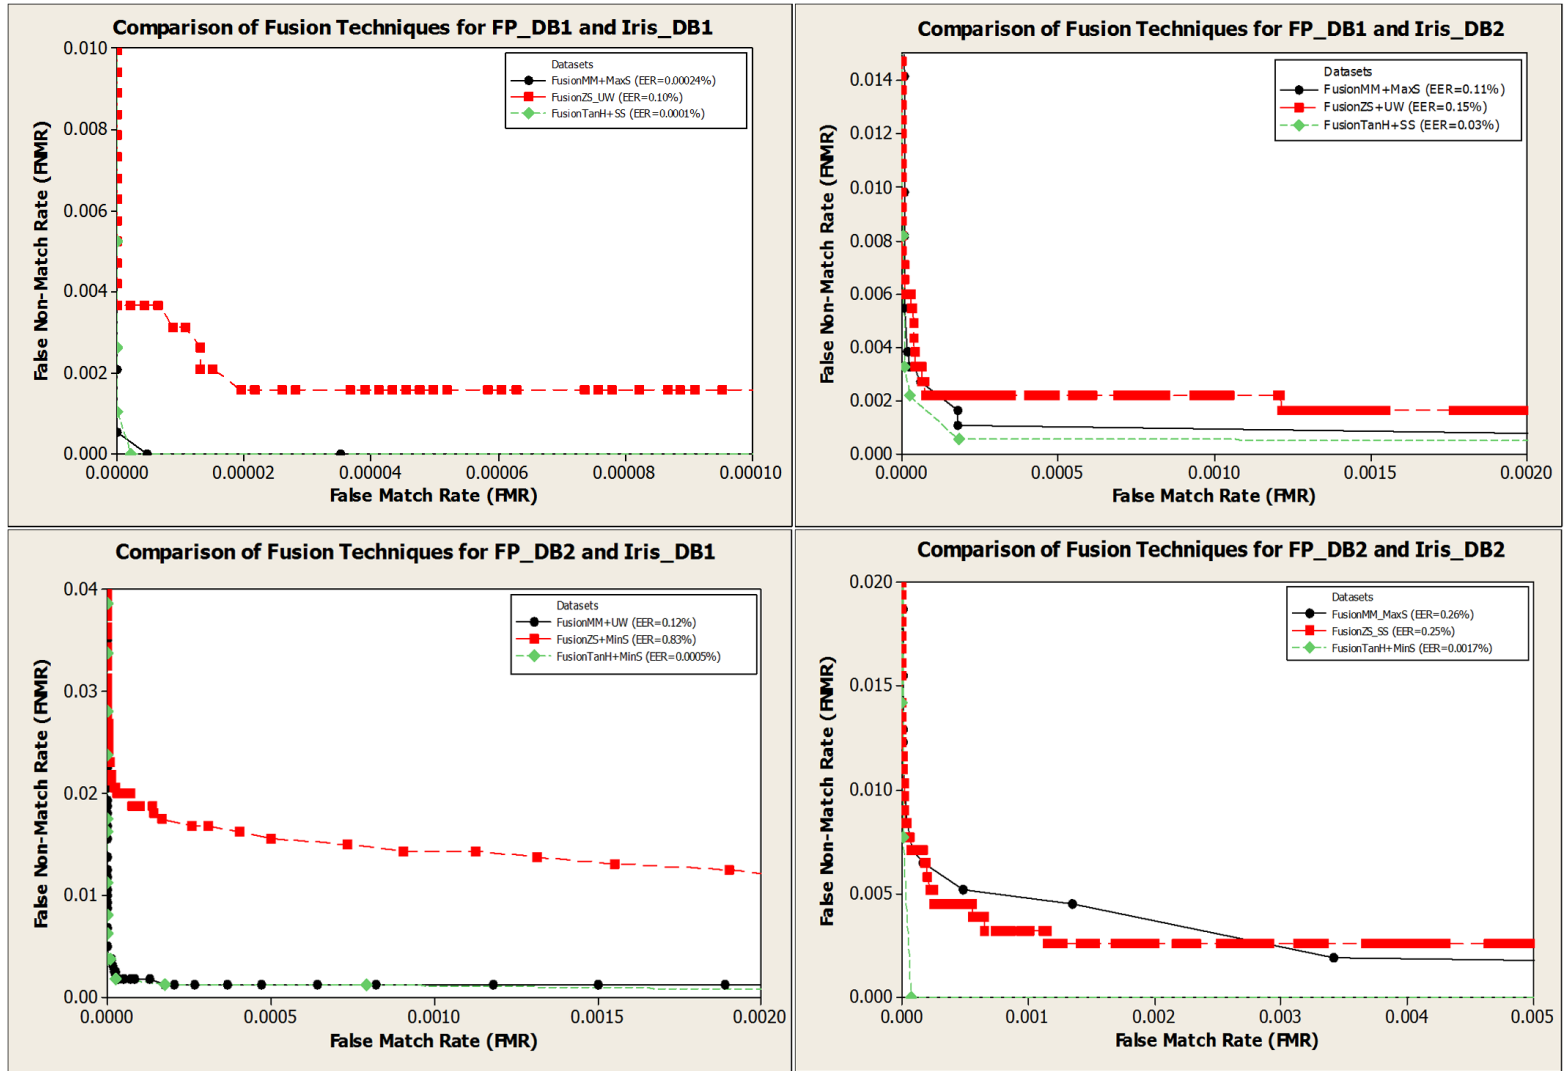 Comparison of Fusion Techniques for FP_DB1 and Iris_DB1
0.010
0.008
0.006
0.004
0.002
0.000
False Non-Match Rate (FNMR)
Datasets
FusionMM+MaxS (EER=0.00024%)
FusionZS_UW (EER=0.10%)
FusionTanH+SS (EER=0.0001%)
0.00000 0.00002 0.00004 0.00006 0.00008 0.00010
False Match Rate (FMR)
Comparison of Fusion Techniques for FP_DB1 and Iris_DB2
0.014
0.012
0.010
0.008
0.006
0.004
0.002
0.000
False Non-Match Rate (FNMR)
Datasets
FusionMM+MaxS (EER=0.11%)
FusionZS+UW (EER=0.15%)
FusionTanH+SS (EER=0.03%)
0.0000 0.0005 0.0010 0.0015 0.0020
False Match Rate (FMR)
Comparison of Fusion Techniques for FP_DB2 and Iris_DB1
0.04
0.03
0.02
0.01
0.00
False Non-Match Rate (FNMR)
Datasets
FusionMM+UW (EER=0.12%)
FusionZS+MinS (EER=0.83%)
FusionTanH+MinS (EER=0.0005%)
0.0000 0.0005 0.0010 0.0015 0.0020
False Match Rate (FMR)
Comparison of Fusion Techniques for FP_DB2 and Iris_DB2
0.020
0.015
0.010
0.005
0.000
False Non-Match Rate (FNMR)
Datasets
FusionMM_MaxS (EER=0.26%)
FusionZS_SS (EER=0.25%)
FusionTanH+MinS (EER=0.0017%)
0.000 0.001 0.002 0.003 0.004 0.005
False Match Rate (FMR)